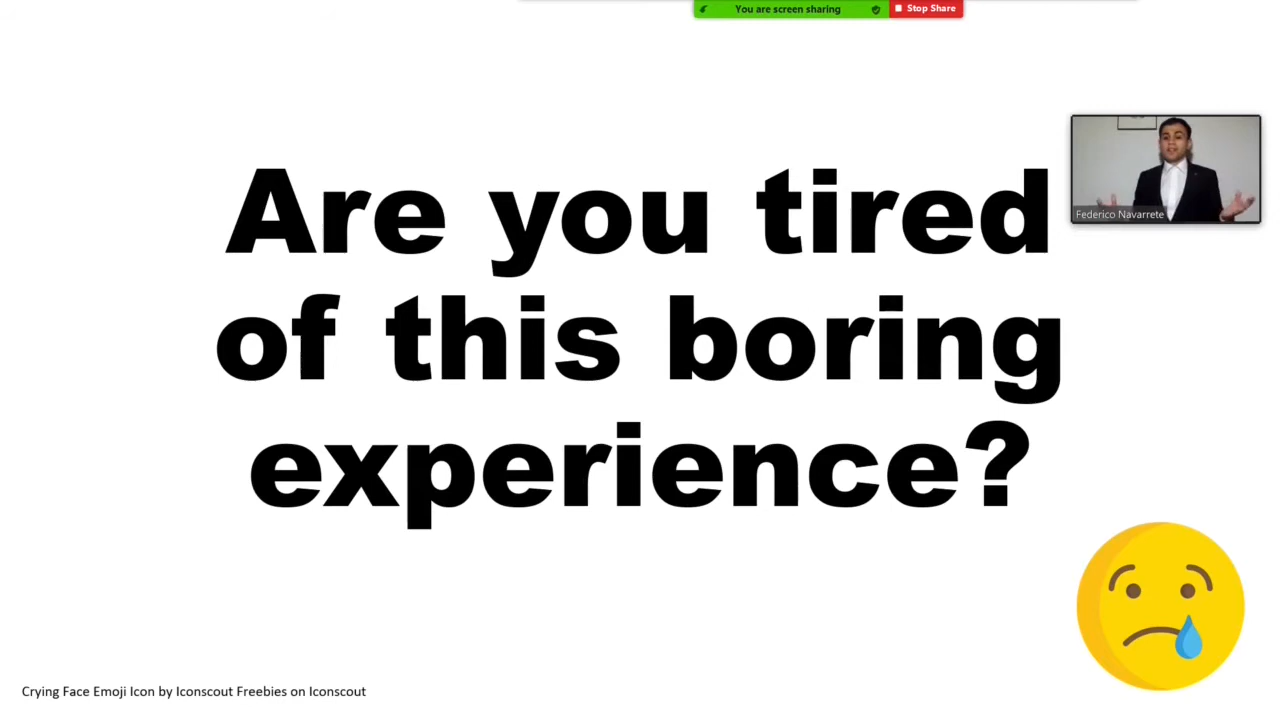 You are screen sharing
Stop Share
Are you tired
of this boring
experience?
Federico Navarrete
Crying Face Emoji Icon by Iconscout Freebies on Iconscout